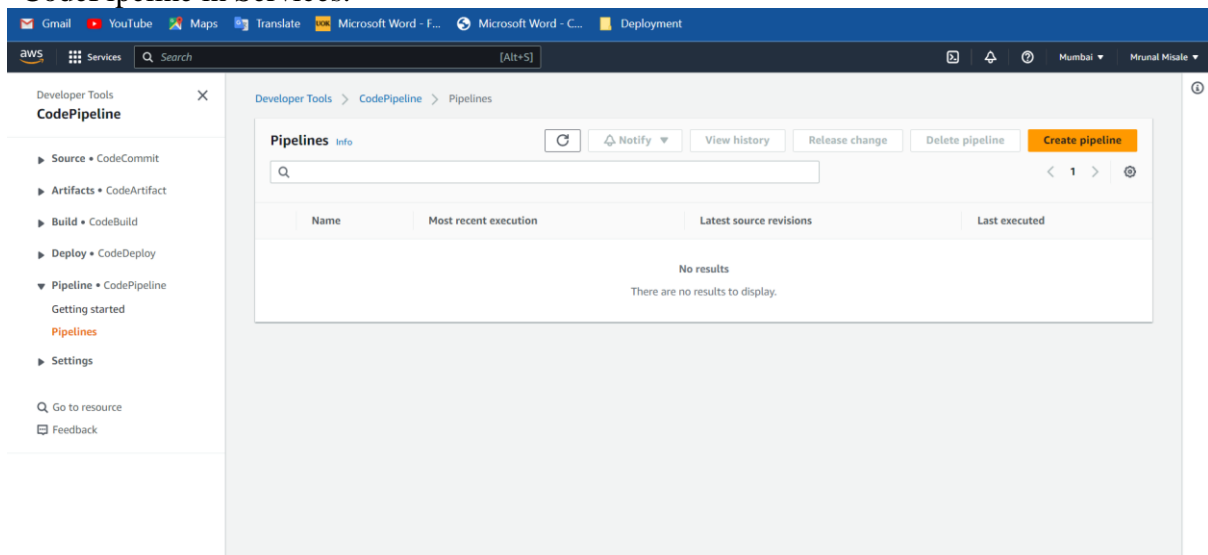 CodePipeline in Services.
Gmail YouTube Maps Translate Microsoft Word - F... Microsoft Word - C... Deployment
aws Services Search [Alt+S] Mumbai Mrunal Misale
Developer Tools
CodePipeline
Source • CodeCommit
Artifacts • CodeArtifact
Build • CodeBuild
Deploy • CodeDeploy
Pipeline • CodePipeline
Getting started
Pipelines
Settings
Go to resource
Feedback
Developer Tools > CodePipeline > Pipelines
Pipelines Info Notify View history Release change Delete pipeline Create pipeline
< 1 >
Name Most recent execution Latest source revisions Last executed
No results
There are no results to display.